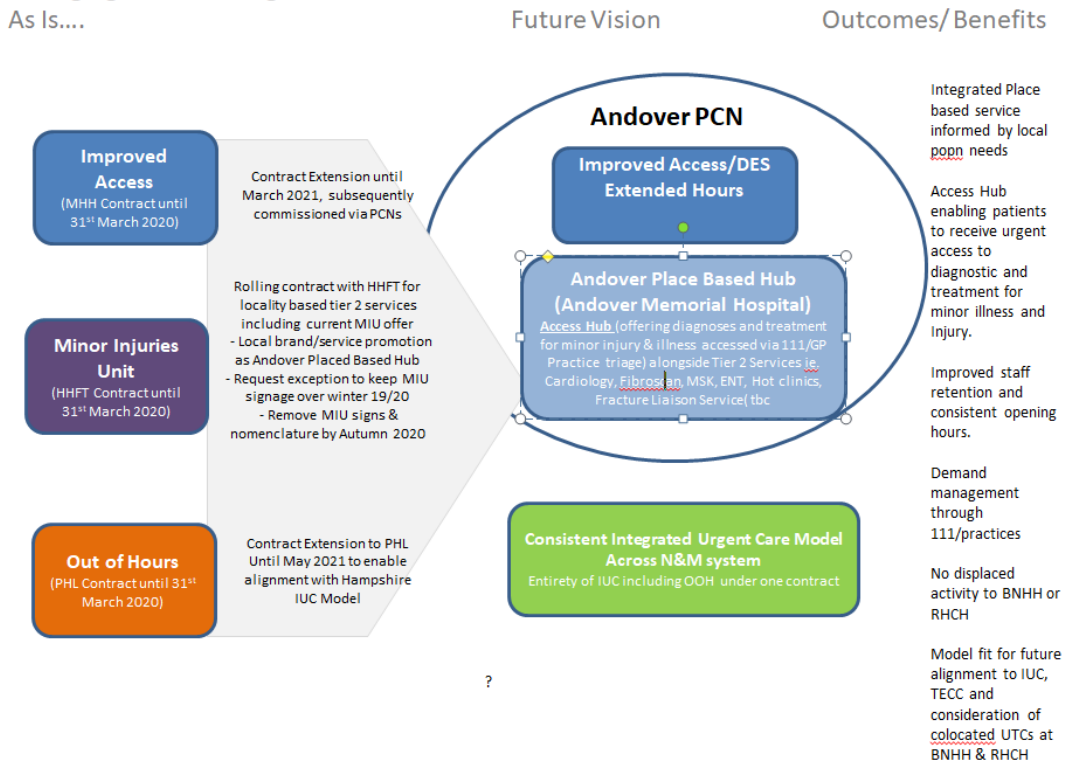 As Is….
Future Vision
Outcomes/ Benefits
Improved
Access
(MHH Contract until
31st March 2020)
Contract Extension until
March 2021, subsequently
commissioned via PCNs
Minor Injuries
Unit
(HHFT Contract until
31st March 2020)
Rolling contract with HHFT for
locality based tier 2 services
including current MIU offer
- Local brand/service promotion
as Andover Placed Based Hub
- Request exception to keep MIU
signage over winter 19/20
- Remove MIU signs &
nomenclature by Autumn 2020
Out of Hours
(PHL Contract until 31st
March 2020)
Contract Extension to PHL
Until May 2021 to enable
alignment with Hampshire
IUC Model
Andover PCN
Improved Access/DES
Extended Hours
Andover Place Based Hub
(Andover Memorial Hospital)
Access Hub (offering diagnoses and treatment
for minor injury & illness accessed via 111/GP
Practice triage) alongside Tier 2 Services ie.
Cardiology, Fibroscan, MSK, ENT, Hot clinics,
Fracture Liaison Service( tbc
Consistent Integrated Urgent Care Model
Across N&M system
Entirety of IUC including OOH under one contract
?
Integrated Place
based service
informed by local
popn needs
Access Hub
enabling patients
to receive urgent
access to
diagnostic and
treatment for
minor illness and
Injury.
Improved staff
retention and
consistent opening
hours.
Demand
management
through
111/practices
No displaced
activity to BNHH or
RHCH
Model fit for future
alignment to IUC,
TECC and
consideration of
colocated UTCs at
BNHH & RHCH